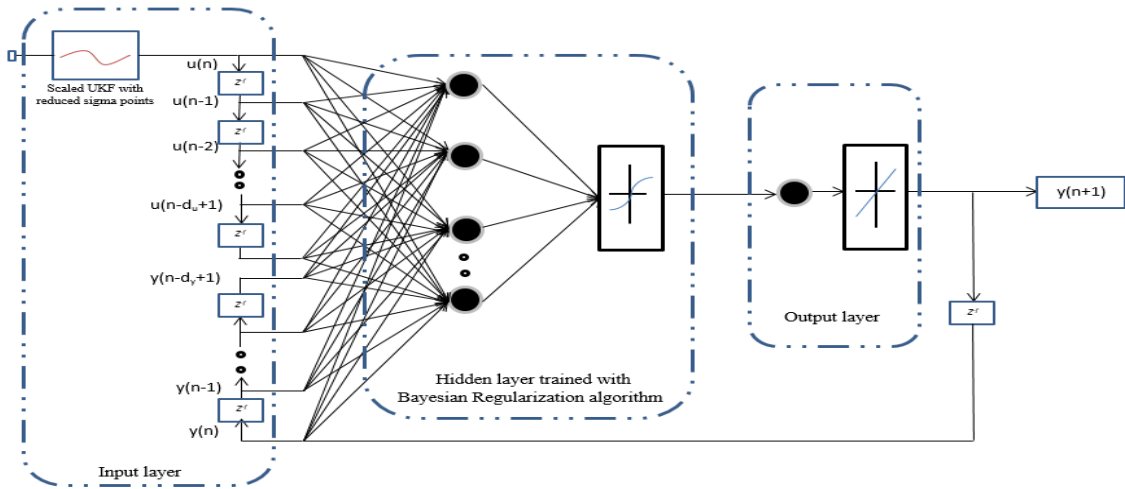 Scaled UKF with
reduced sigma points
u(n)
z⁻¹
u(n-1)
z⁻¹
u(n-2)
u(n-dᵤ+1)
z⁻¹
y(n-dᵧ+1)
z⁻¹
y(n-1)
z⁻¹
y(n)
Input layer
Hidden layer trained with
Bayesian Regularization algorithm
Output layer
y(n+1)
z⁻¹